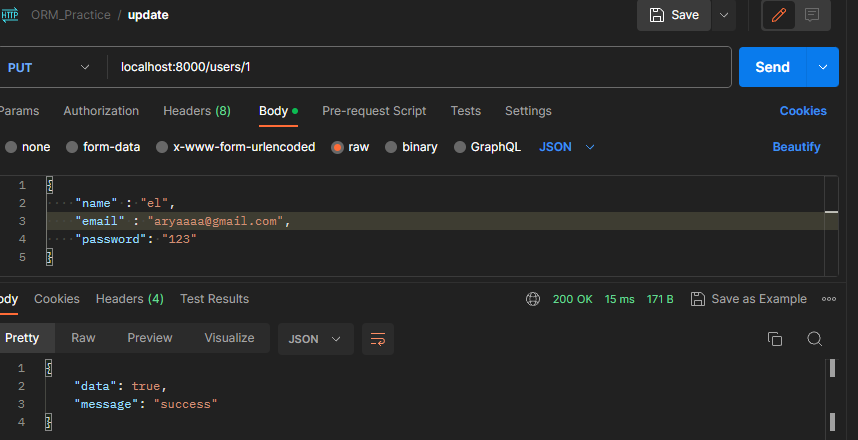 HTTP ORM_Practice / update Save
PUT localhost:8000/users/1 Send
Params Authorization Headers (8) Body Pre-request Script Tests Settings Cookies
none form-data x-www-form-urlencoded raw binary GraphQL JSON Beautify
1 {
2 "name" : "el",
3 "email" : "aryaaaa@gmail.com",
4 "password": "123"
5 }
ody Cookies Headers (4) Test Results 200 OK 15 ms 171 B Save as Example
Pretty Raw Preview Visualize JSON
1 {
2 "data": true,
3 "message": "success"
4 }